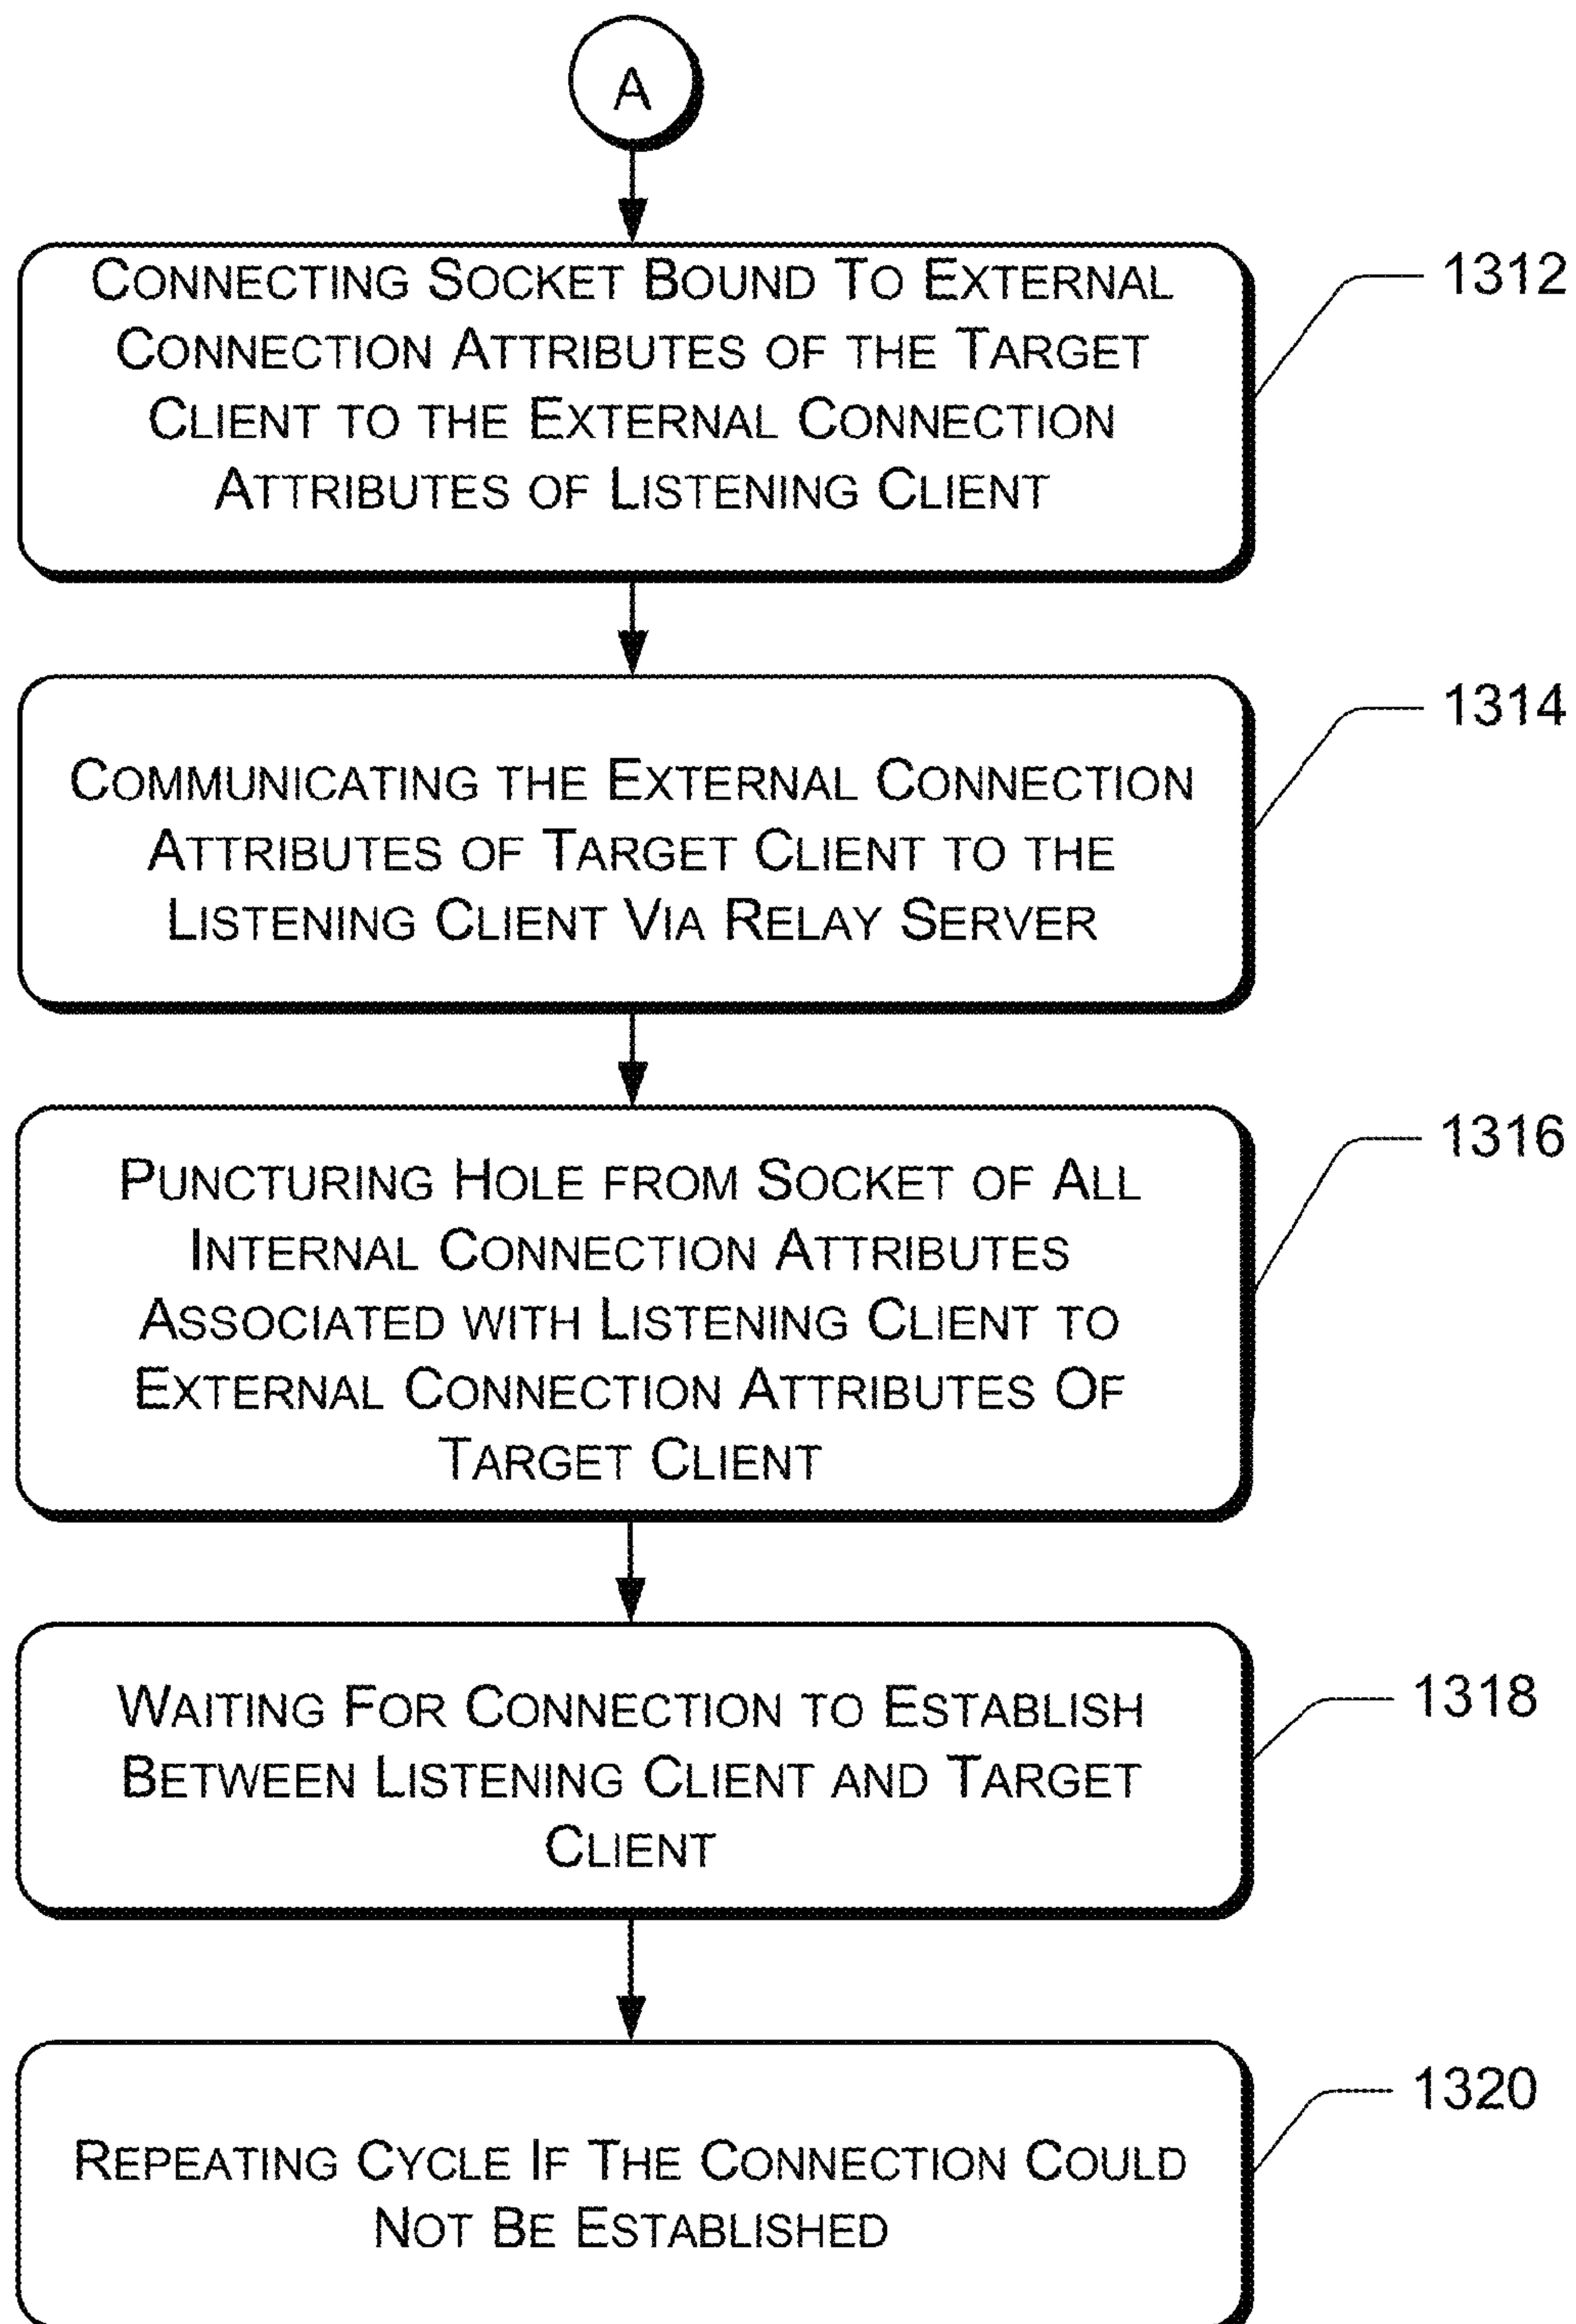 A
CONNECTING SOCKET BOUND TO EXTERNAL
CONNECTION ATTRIBUTES OF THE TARGET
CLIENT TO THE EXTERNAL CONNECTION
ATTRIBUTES OF LISTENING CLIENT
1312
COMMUNICATING THE EXTERNAL CONNECTION
ATTRIBUTES OF TARGET CLIENT TO THE
LISTENING CLIENT VIA RELAY SERVER
1314
PUNCTURING HOLE FROM SOCKET OF ALL
INTERNAL CONNECTION ATTRIBUTES
ASSOCIATED WITH LISTENING CLIENT TO
EXTERNAL CONNECTION ATTRIBUTES OF
TARGET CLIENT
1316
WAITING FOR CONNECTION TO ESTABLISH
BETWEEN LISTENING CLIENT AND TARGET
CLIENT
1318
REPEATING CYCLE IF THE CONNECTION COULD
NOT BE ESTABLISHED
1320